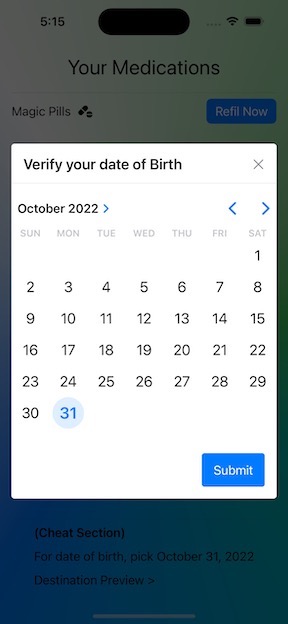 5:15
Your Medications
Magic Pills
Refil Now
Verify your date of Birth
October 2022
SUN MON TUE WED THU FRI SAT
1
2 3 4 5 6 7 8
9 10 11 12 13 14 15
16 17 18 19 20 21 22
23 24 25 26 27 28 29
30 31
Submit
(Cheat Section)
For date of birth, pick October 31, 2022
Destination Preview >